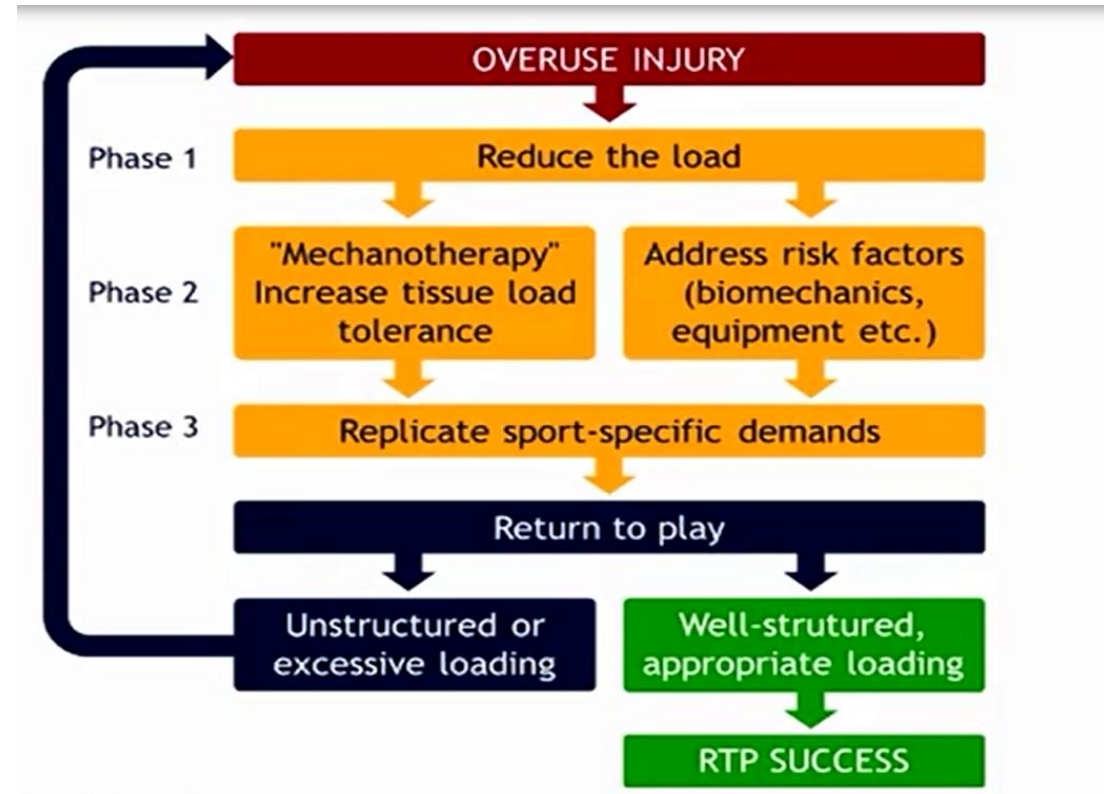 OVERUSE INJURY
Phase 1
Reduce the load
Phase 2
"Mechanotherapy"
Increase tissue load
tolerance
Address risk factors
(biomechanics,
equipment etc.)
Phase 3
Replicate sport-specific demands
Return to play
Unstructured or
excessive loading
Well-strutured,
appropriate loading
RTP SUCCESS